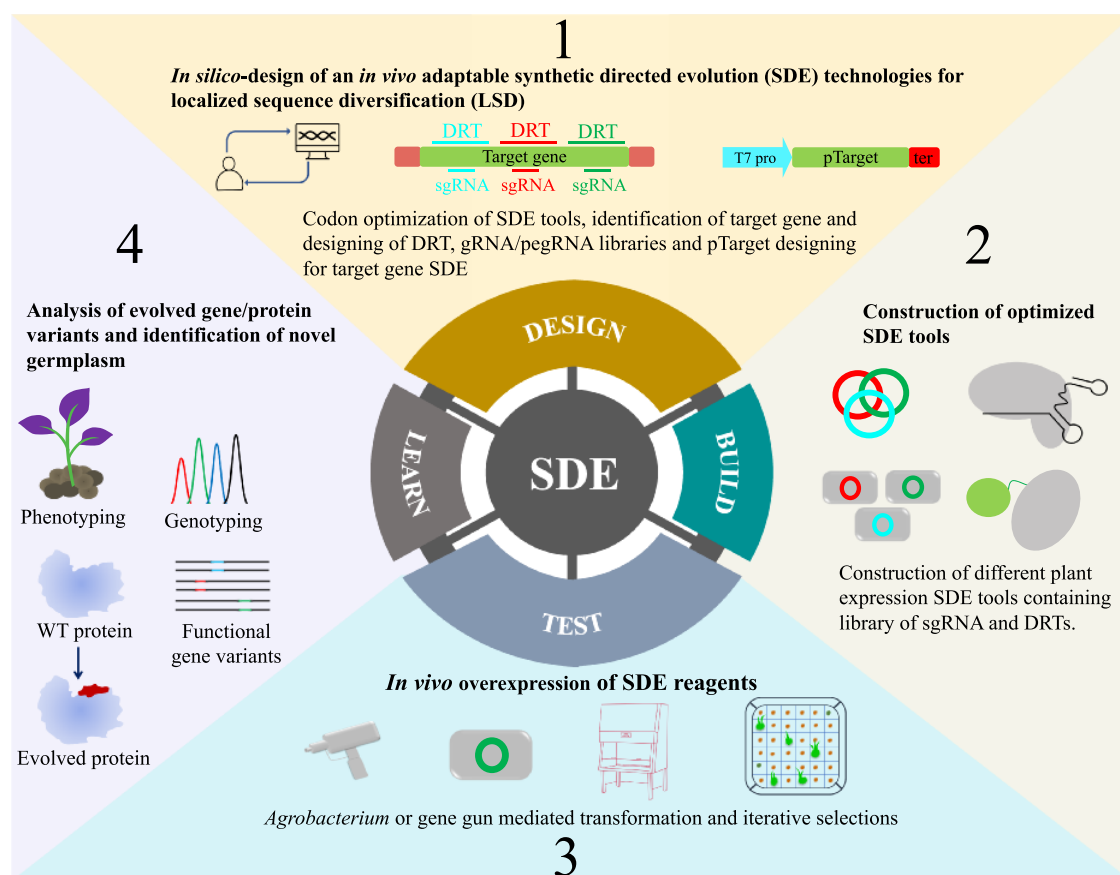 1
In silico-design of an in vivo adaptable synthetic directed evolution (SDE) technologies for
localized sequence diversification (LSD)
DRT DRT DRT
Target gene
sgRNA sgRNA sgRNA
T7 pro pTarget ter
Codon optimization of SDE tools, identification of target gene and
designing of DRT, gRNA/pegRNA libraries and pTarget designing
for target gene SDE
2
Construction of optimized
SDE tools
Construction of different plant
expression SDE tools containing
library of sgRNA and DRTs.
DESIGN
BUILD
TEST
LEARN
SDE
In vivo overexpression of SDE reagents
Agrobacterium or gene gun mediated transformation and iterative selections
3
4
Analysis of evolved gene/protein
variants and identification of novel
germplasm
Phenotyping
Genotyping
WT protein
Functional
gene variants
Evolved protein